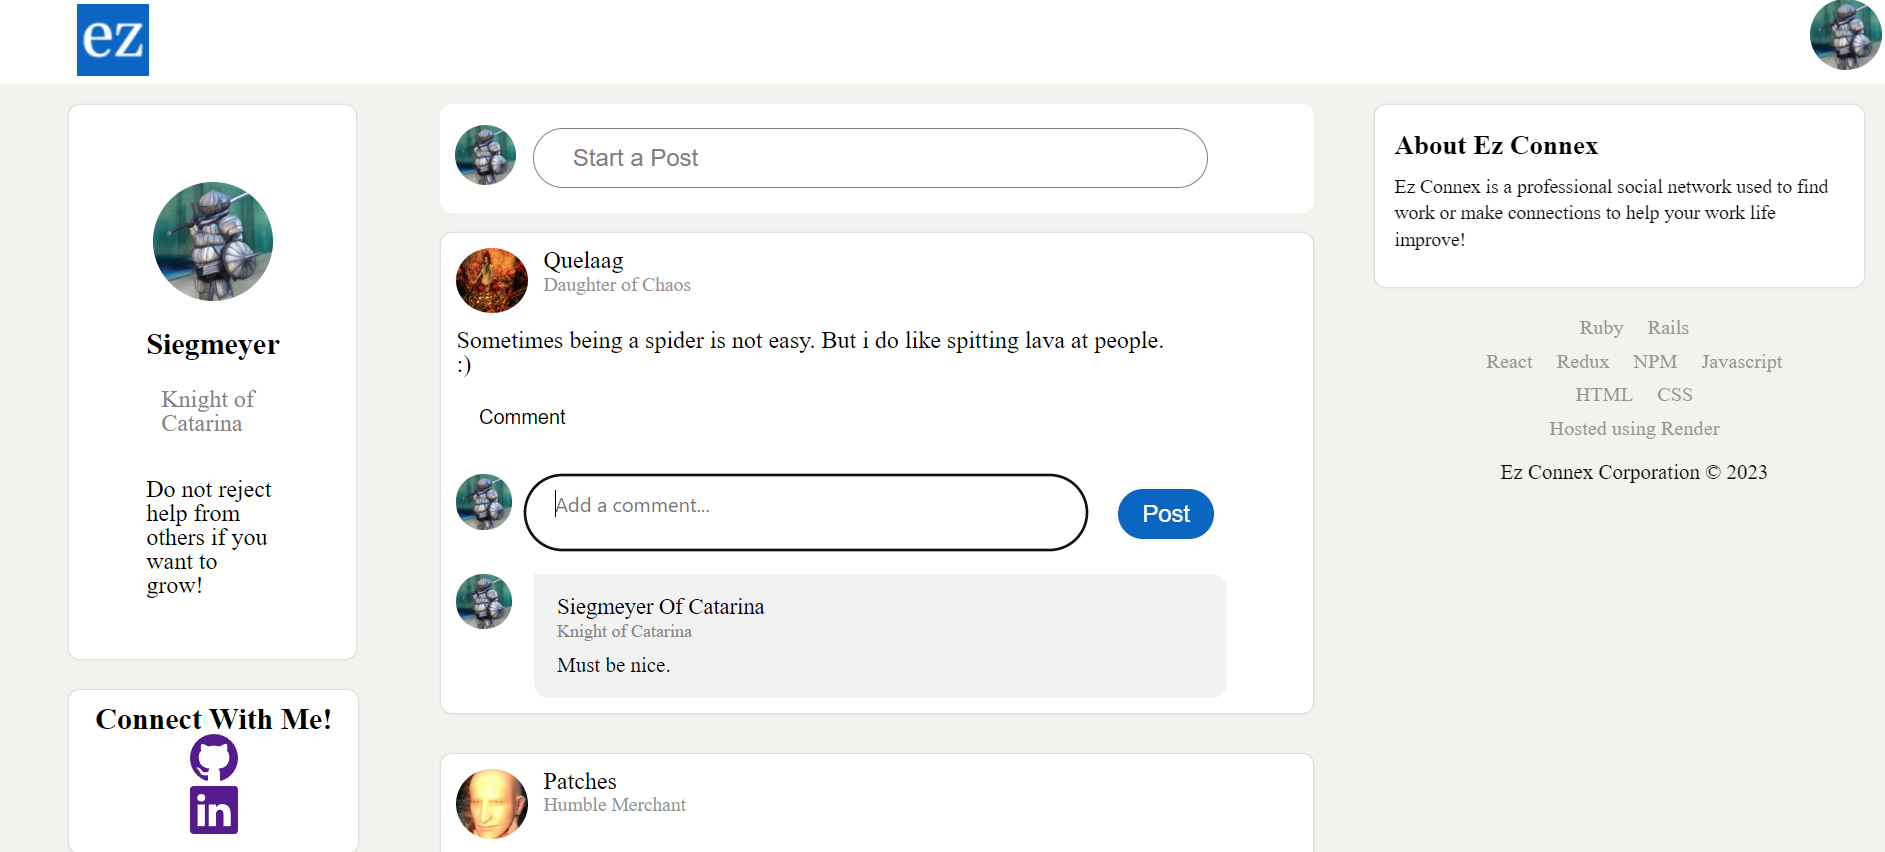 ez
Siegmeyer
Knight of
Catarina
Do not reject
help from
others if you
want to
grow!
Connect With Me!
in
Start a Post
Quelaag
Daughter of Chaos
Sometimes being a spider is not easy. But i do like spitting lava at people.
:)
Comment
Add a comment...
Post
Siegmeyer Of Catarina
Knight of Catarina
Must be nice.
Patches
Humble Merchant
About Ez Connex
Ez Connex is a professional social network used to find
work or make connections to help your work life
improve!
Ruby Rails
React Redux NPM Javascript
HTML CSS
Hosted using Render
Ez Connex Corporation © 2023